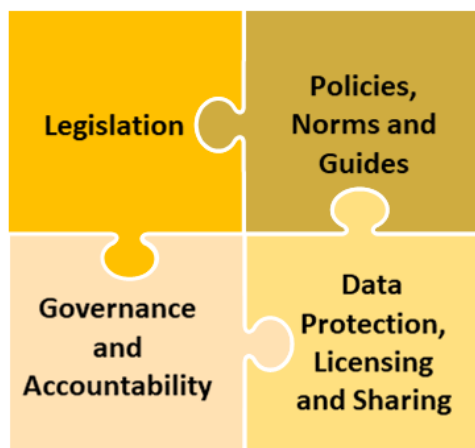 Legislation
Policies,
Norms and
Guides
Governance
and
Accountability
Data
Protection,
Licensing
and Sharing